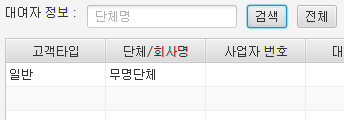 대여자 정보 : 단체명 검색 전체
고객타입 단체/회사명 사업자 번호 대
일반 무명단체